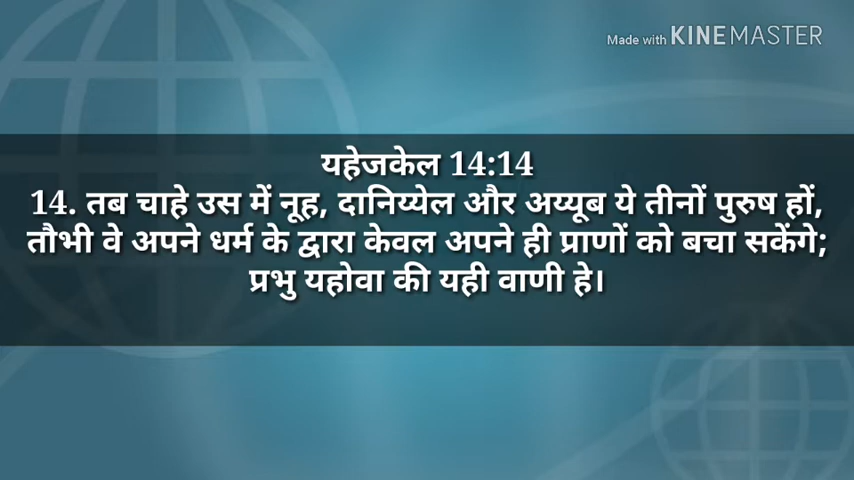 Made with KINEMASTER
यहेजकेल 14:14
14. तब चाहे उस में नूह, दानिय्येल और अय्यूब ये तीनों पुरुष हों,
तौभी वे अपने धर्म के द्वारा केवल अपने ही प्राणों को बचा सकेंगे;
प्रभु यहोवा की यही वाणी हे।